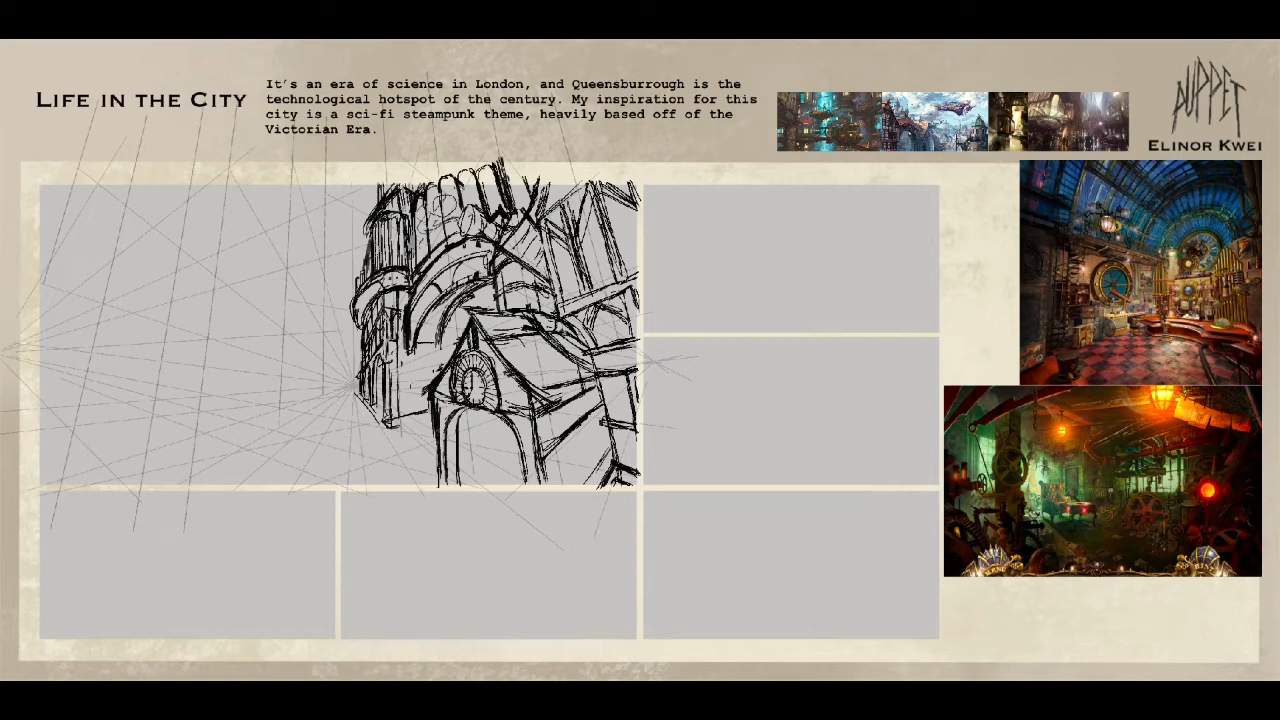 LIFE IN THE CITY
It's an era of science in London, and Queensburrough is the
technological hotspot of the century. My inspiration for this
city is a sci-fi steampunk theme, heavily based off of the
Victorian Era.
PUPPET
ELINOR KWEI